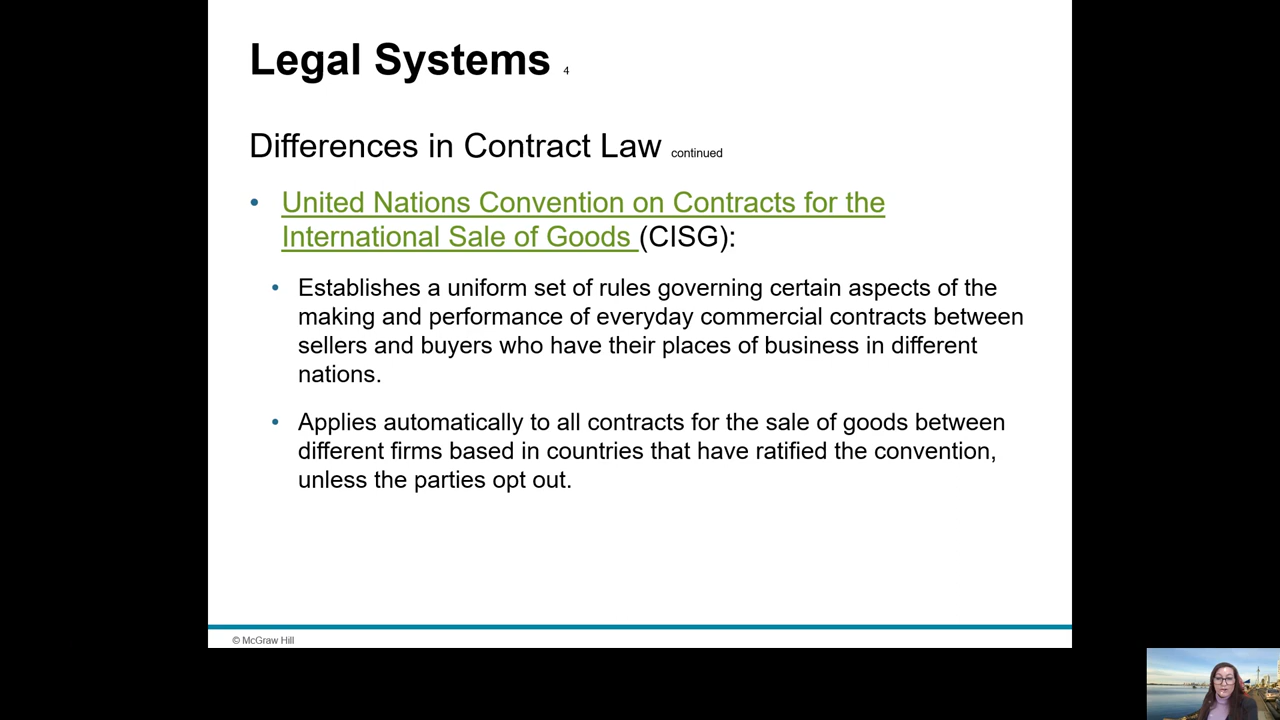 Legal Systems 4
Differences in Contract Law continued
• United Nations Convention on Contracts for the
International Sale of Goods (CISG):
• Establishes a uniform set of rules governing certain aspects of the
making and performance of everyday commercial contracts between
sellers and buyers who have their places of business in different
nations.
• Applies automatically to all contracts for the sale of goods between
different firms based in countries that have ratified the convention,
unless the parties opt out.
© McGraw Hill